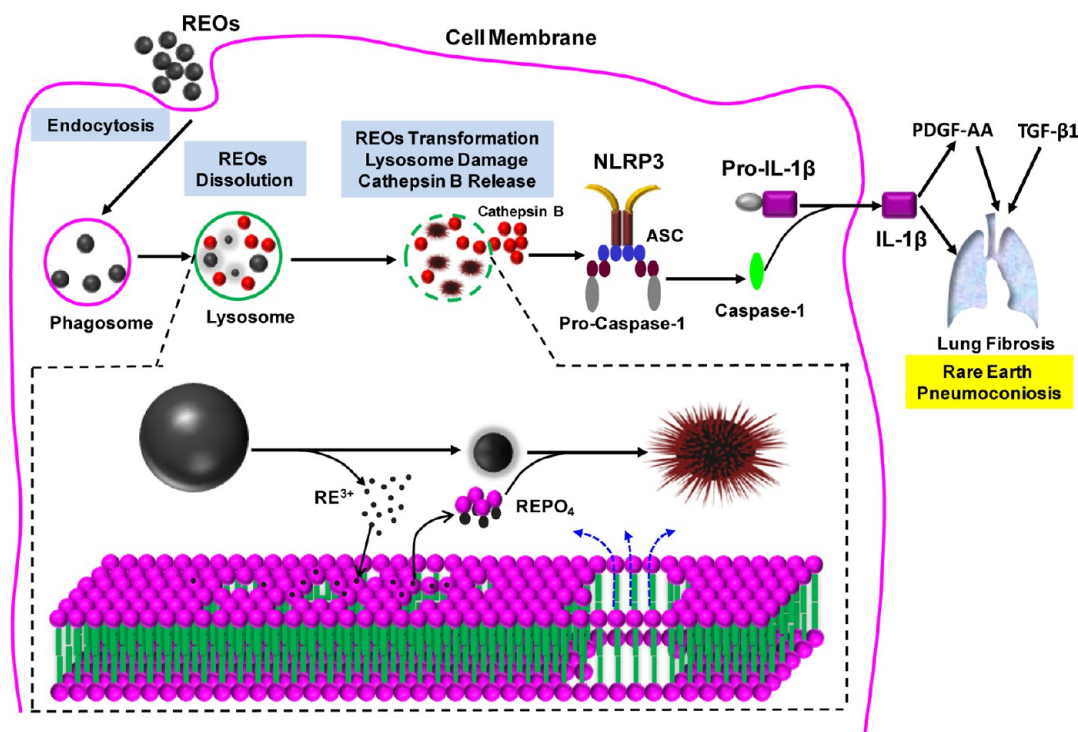 REOs
Cell Membrane
Endocytosis
REOs
Dissolution
REOs Transformation
Lysosome Damage
Cathepsin B Release
NLRP3
Pro-IL-1β
PDGF-AA
TGF-β1
Cathepsin B
ASC
IL-1β
Phagosome
Lysosome
Pro-Caspase-1
Caspase-1
Lung Fibrosis
Rare Earth
Pneumoconiosis
RE³⁺
REPO₄